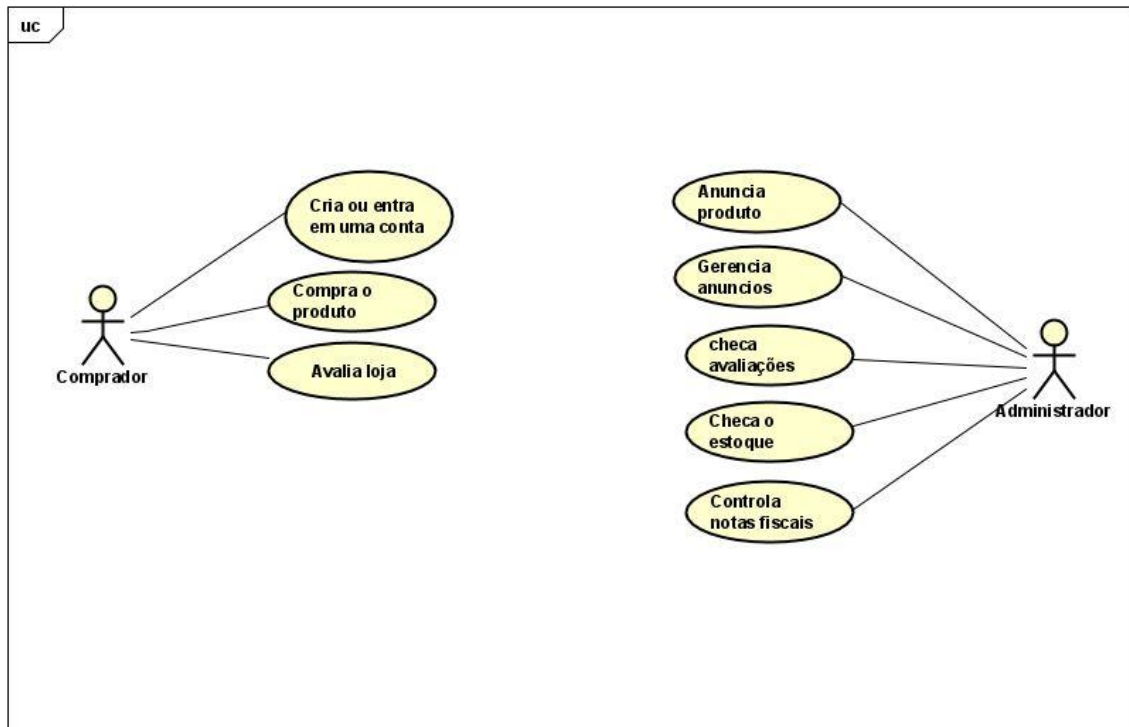 uc
Cria ou entra
em uma conta
Compra o
produto
Avalia loja
Comprador
Anuncia
produto
Gerencia
anuncios
checa
avaliações
Checa o
estoque
Controla
notas fiscais
Administrador